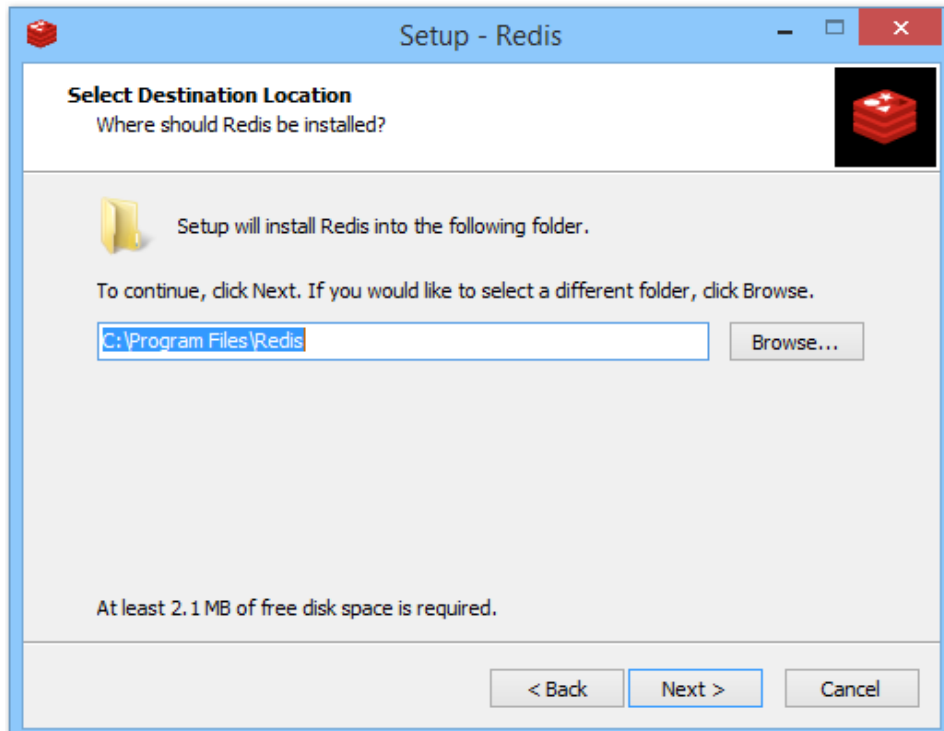 Setup - Redis
Select Destination Location
Where should Redis be installed?
Setup will install Redis into the following folder.
To continue, click Next. If you would like to select a different folder, click Browse.
C:\Program Files\Redis
Browse...
At least 2.1 MB of free disk space is required.
< Back
Next >
Cancel